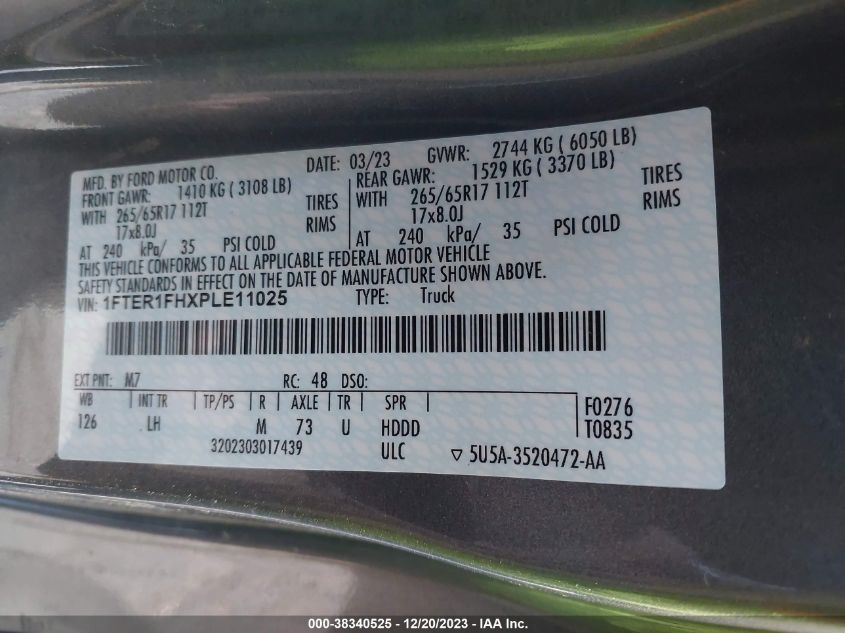 MFD. BY FORD MOTOR CO. DATE: 03/23 GVWR: 2744 KG ( 6050 LB)
FRONT GAWR: 1410 KG ( 3108 LB) REAR GAWR: 1529 KG ( 3370 LB)
WITH 265/65R17 112T TIRES WITH 265/65R17 112T TIRES
17x8.0J RIMS 17x8.0J RIMS
AT 240 kPa/ 35 PSI COLD AT 240 kPa/ 35 PSI COLD
THIS VEHICLE CONFORMS TO ALL APPLICABLE FEDERAL MOTOR VEHICLE
SAFETY STANDARDS IN EFFECT ON THE DATE OF MANUFACTURE SHOWN ABOVE.
VIN: 1FTER1FHXPLE11025 TYPE: Truck
EXT PNT: M7 RC: 48 DSO:
WB INT TR TP/PS R AXLE TR SPR F0276
126 . LH M 73 U HDDD T0835
3202303017439 ULC ▽ 5U5A-3520472-AA
000-38340525 - 12/20/2023 - IAA Inc.